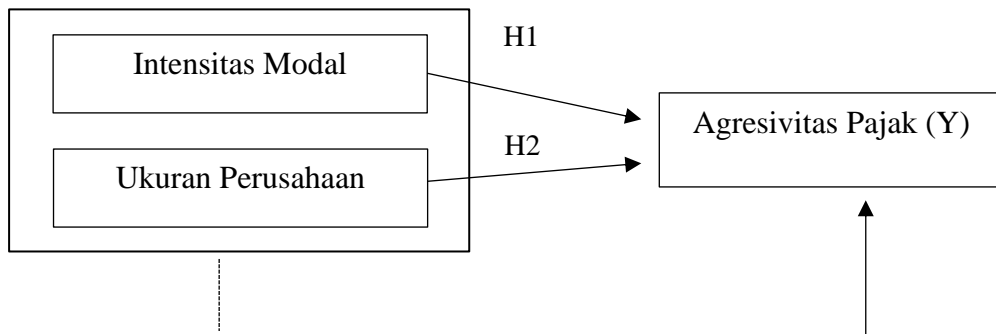 H1
Intensitas Modal
Agresivitas Pajak (Y)
H2
Ukuran Perusahaan